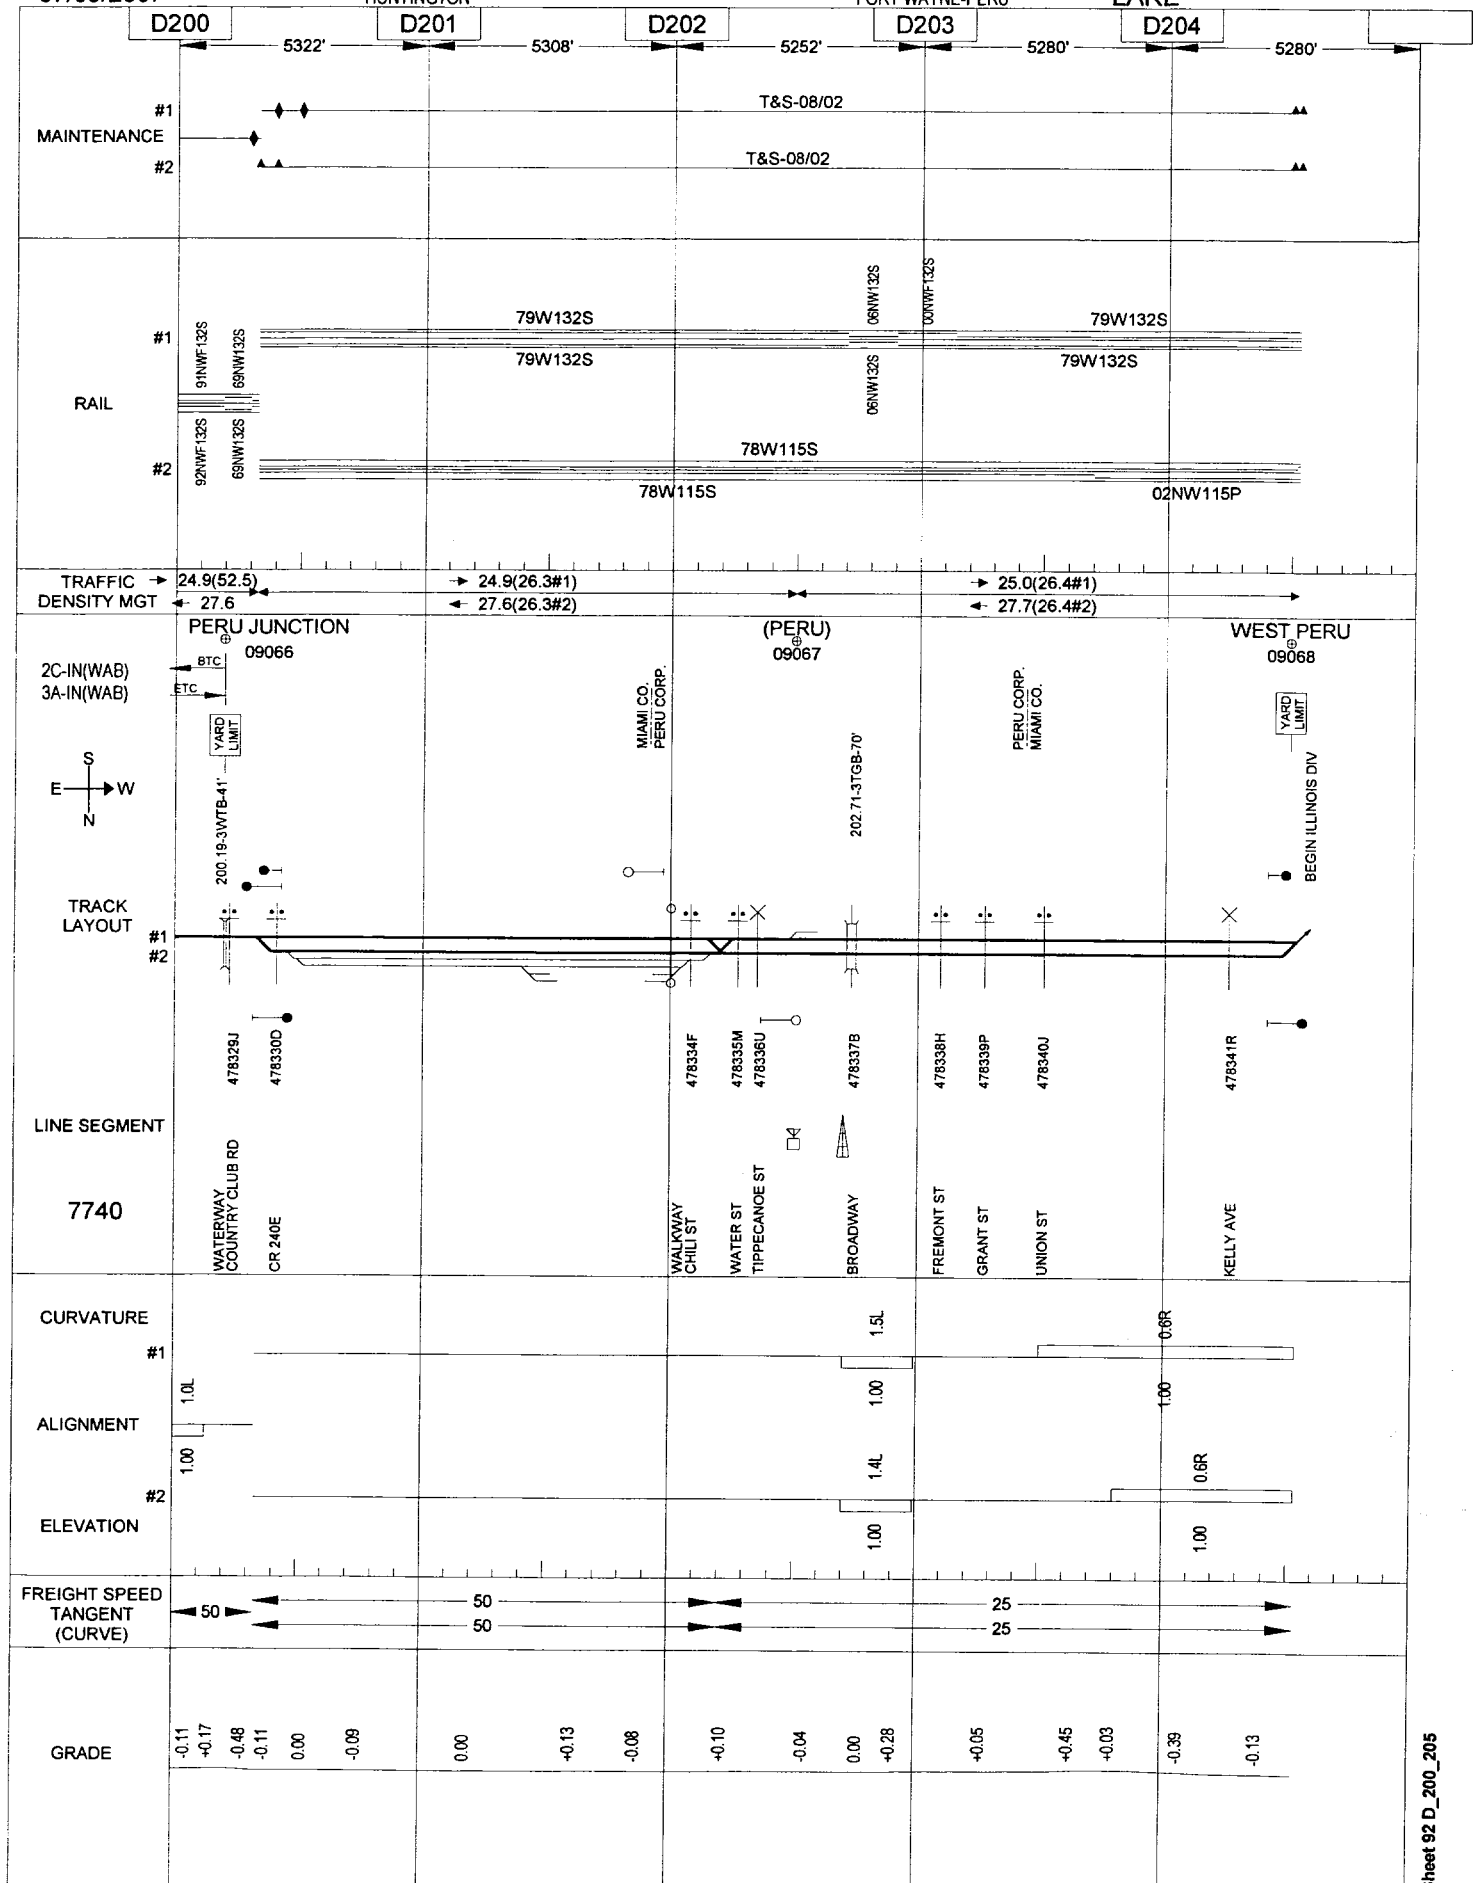 D200 D201 D202 D203 D204
5322' 5308' 5252' 5280' 5280'
#1 T&S-08/02
MAINTENANCE
#2 T&S-08/02
06NW132S 00NWF132S
79W132S 79W132S
#1 91NWF132S 69NW132S
79W132S 06NW132S 79W132S
RAIL
92NWF132S 69NW132S
78W115S
#2
78W115S 02NW115P
TRAFFIC → 24.9(52.5) → 24.9(26.3#1) → 25.0(26.4#1)
DENSITY MGT ← 27.6 ← 27.6(26.3#2) ← 27.7(26.4#2)
PERU JUNCTION (PERU) WEST PERU
09066 09067 09068
2C-IN(WAB) BTC
3A-IN(WAB) ETC
MIAMI CO.
PERU CORP.
PERU CORP.
MIAMI CO.
YARD
LIMIT
YARD
LIMIT
S
E W
N
200.19-3WTB-41'
202.71-3TGB-70'
BEGIN ILLINOIS DIV
TRACK
LAYOUT
#1
#2
478329J 478330D 478334F 478335M 478336U 478337B 478338H 478339P 478340J 478341R
LINE SEGMENT
7740
WATERWAY
COUNTRY CLUB RD
CR 240E
WALKWAY
CHILI ST
WATER ST
TIPPECANOE ST
BROADWAY
FREMONT ST
GRANT ST
UNION ST
KELLY AVE
CURVATURE
1.5L 0.6R
#1
1.0L 1.00 1.00
ALIGNMENT
1.00 1.4L 0.6R
#2
ELEVATION
1.00 1.00
FREIGHT SPEED
TANGENT
(CURVE)
50 50 25
50 25
GRADE
-0.11 +0.17 -0.48 -0.11 0.00 -0.09 0.00 +0.13 -0.08 +0.10 -0.04 0.00 +0.28 +0.05 +0.45 +0.03 -0.39 -0.13
heet 92 D_200_205